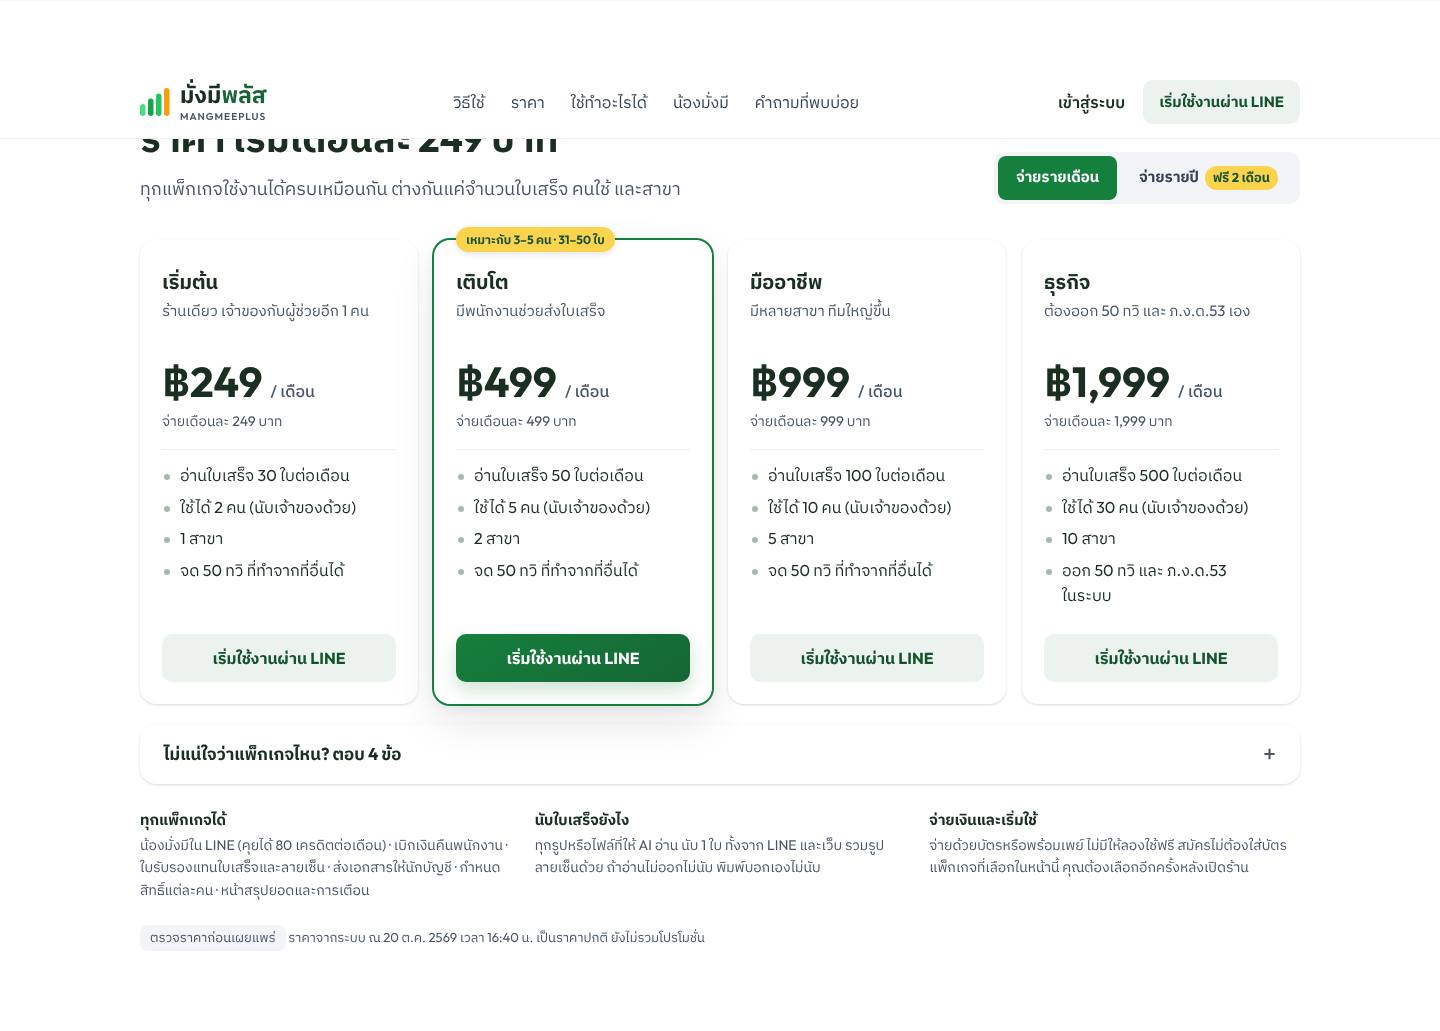 มั่งมีพลัส
MANGMEEPLUS
วิธีใช้ ราคา ใช้ทำอะไรได้ น้องมั่งมี คำถามที่พบบ่อย
เข้าสู่ระบบ เริ่มใช้งานผ่าน LINE
ราคา เริ่มเดือนละ 249 บาท
ทุกแพ็กเกจใช้งานได้ครบเหมือนกัน ต่างกันแค่จำนวนใบเสร็จ คนใช้ และสาขา
จ่ายรายเดือน จ่ายรายปี ฟรี 2 เดือน
เริ่มต้น
ร้านเดียว เจ้าของกับผู้ช่วยอีก 1 คน
฿249 / เดือน
จ่ายเดือนละ 249 บาท
อ่านใบเสร็จ 30 ใบต่อเดือน
ใช้ได้ 2 คน (นับเจ้าของด้วย)
1 สาขา
จด 50 ทวิ ที่ทำจากที่อื่นได้
เริ่มใช้งานผ่าน LINE
เหมาะกับ 3–5 คน · 31–50 ใบ
เติบโต
มีพนักงานช่วยส่งใบเสร็จ
฿499 / เดือน
จ่ายเดือนละ 499 บาท
อ่านใบเสร็จ 50 ใบต่อเดือน
ใช้ได้ 5 คน (นับเจ้าของด้วย)
2 สาขา
จด 50 ทวิ ที่ทำจากที่อื่นได้
เริ่มใช้งานผ่าน LINE
มืออาชีพ
มีหลายสาขา ทีมใหญ่ขึ้น
฿999 / เดือน
จ่ายเดือนละ 999 บาท
อ่านใบเสร็จ 100 ใบต่อเดือน
ใช้ได้ 10 คน (นับเจ้าของด้วย)
5 สาขา
จด 50 ทวิ ที่ทำจากที่อื่นได้
เริ่มใช้งานผ่าน LINE
ธุรกิจ
ต้องออก 50 ทวิ และ ภ.ง.ด.53 เอง
฿1,999 / เดือน
จ่ายเดือนละ 1,999 บาท
อ่านใบเสร็จ 500 ใบต่อเดือน
ใช้ได้ 30 คน (นับเจ้าของด้วย)
10 สาขา
ออก 50 ทวิ และ ภ.ง.ด.53
ในระบบ
เริ่มใช้งานผ่าน LINE
ไม่แน่ใจว่าแพ็กเกจไหน? ตอบ 4 ข้อ +
ทุกแพ็กเกจได้
น้องมั่งมีใน LINE (คุยได้ 80 เครดิตต่อเดือน) · เบิกเงินคืนพนักงาน ·
ใบรับรองแทนใบเสร็จและลายเซ็น · ส่งเอกสารให้นักบัญชี · กำหนด
สิทธิ์แต่ละคน · หน้าสรุปยอดและการเตือน
นับใบเสร็จยังไง
ทุกรูปหรือไฟล์ที่ให้ AI อ่าน นับ 1 ใบ ทั้งจาก LINE และเว็บ รวมรูป
ลายเซ็นด้วย ถ้าอ่านไม่ออกไม่นับ พิมพ์บอกเองไม่นับ
จ่ายเงินและเริ่มใช้
จ่ายด้วยบัตรหรือพร้อมเพย์ ไม่มีให้ลองใช้ฟรี สมัครไม่ต้องใส่บัตร
แพ็กเกจที่เลือกในหน้านี้ คุณต้องเลือกอีกครั้งหลังเปิดร้าน
ตรวจราคาก่อนเผยแพร่ ราคาจากระบบ ณ 20 ต.ค. 2569 เวลา 16:40 น. เป็นราคาปกติ ยังไม่รวมโปรโมชั่น